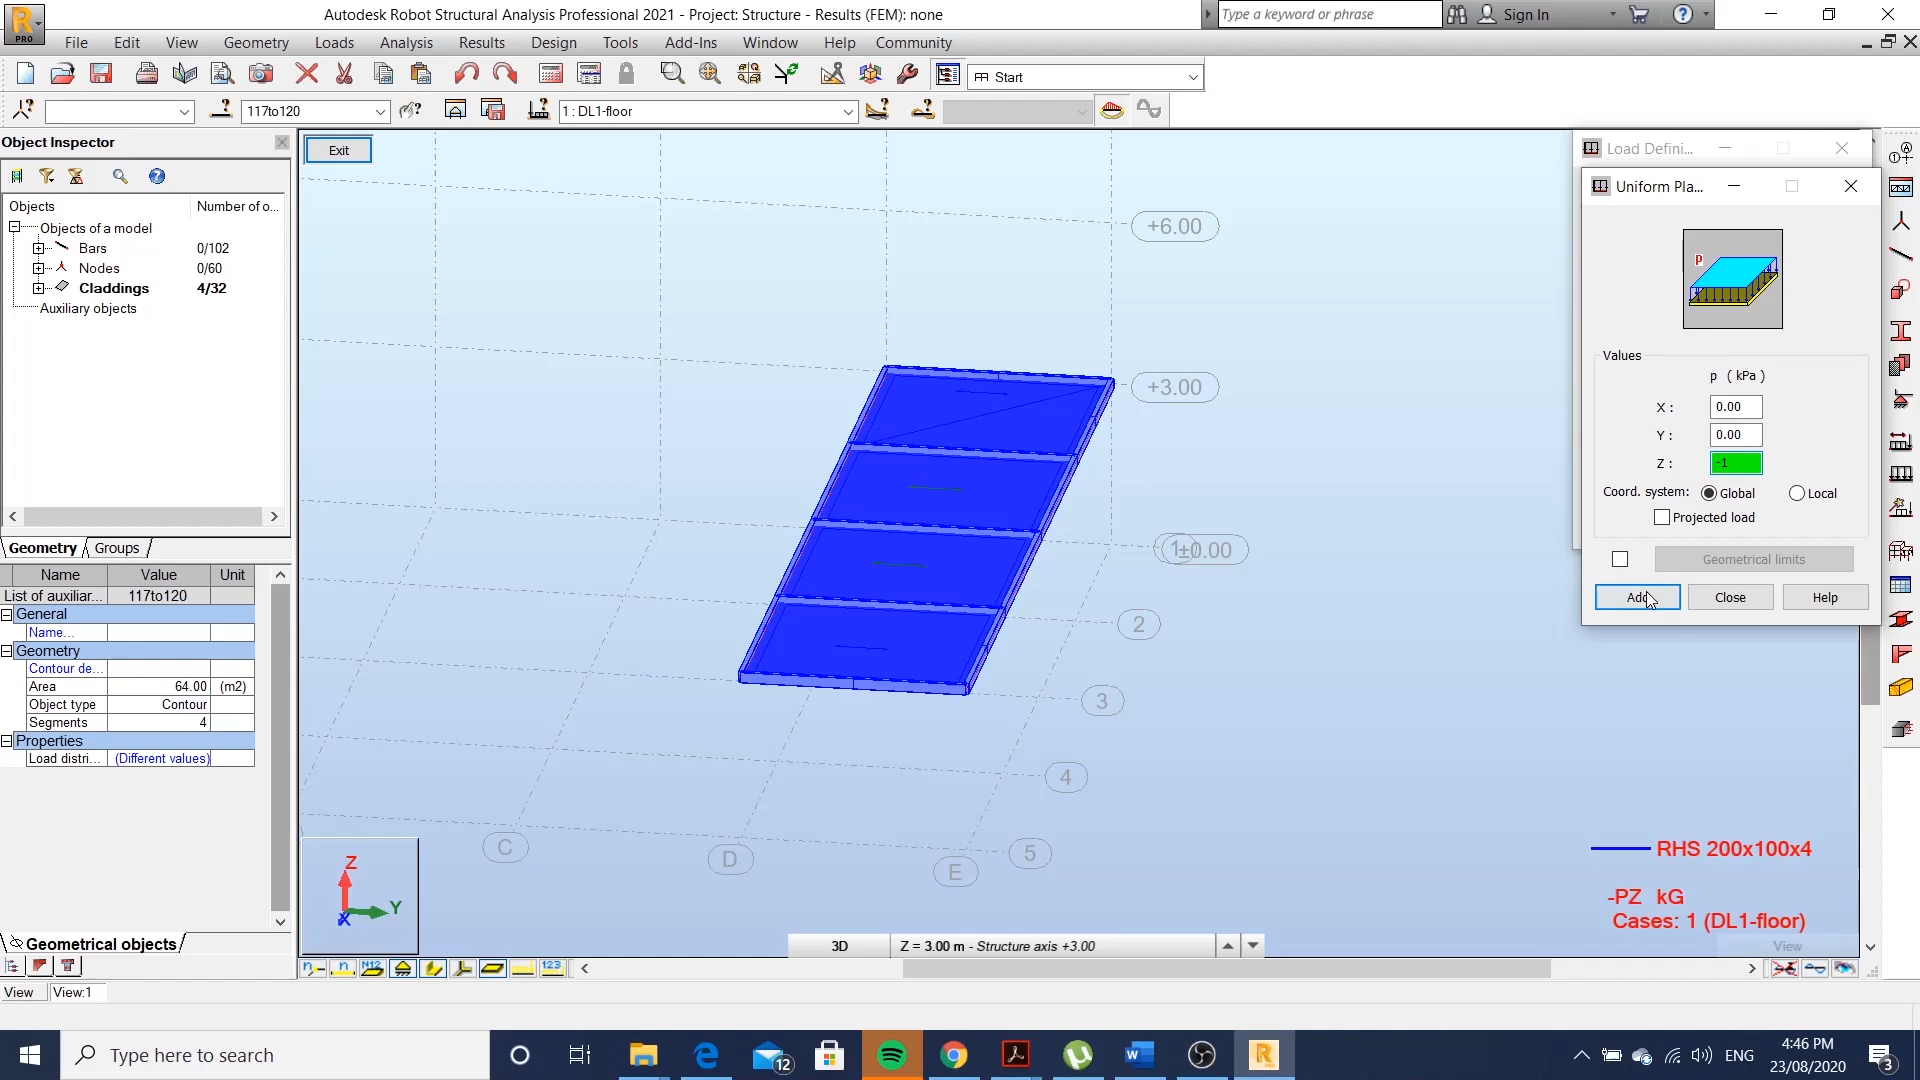 Autodesk Robot Structural Analysis Professional 2021 - Project: Structure - Results (FEM): none
Type a keyword or phrase
Sign In
PRO
File Edit View Geometry Loads Analysis Results Design Tools Add-Ins Window Help Community
Start
117to120
1 : DL1-floor
Object Inspector
Objects
Number of o...
Objects of a model
Bars 0/102
Nodes 0/60
Claddings 4/32
Auxiliary objects
Geometry
Groups
Name Value Unit
List of auxiliar... 117to120
General
Name...
Geometry
Contour de...
Area 64.00 (m2)
Object type Contour
Segments 4
Properties
Load distri... (Different values)
Geometrical objects
View View:1
Exit
+6.00
+3.00
1
±0.00
2
3
4
5
C
D
E
Z
Y
X
3D
Z = 3.00 m - Structure axis +3.00
Load Defini...
Uniform Pla...
p
Values
p ( kPa )
X : 0.00
Y : 0.00
Z : -1
Coord. system: Global Local
Projected load
Geometrical limits
Add
Close
Help
RHS 200x100x4
-PZ kG
Cases: 1 (DL1-floor)
View
Type here to search
12
ENG
4:46 PM
23/08/2020
3